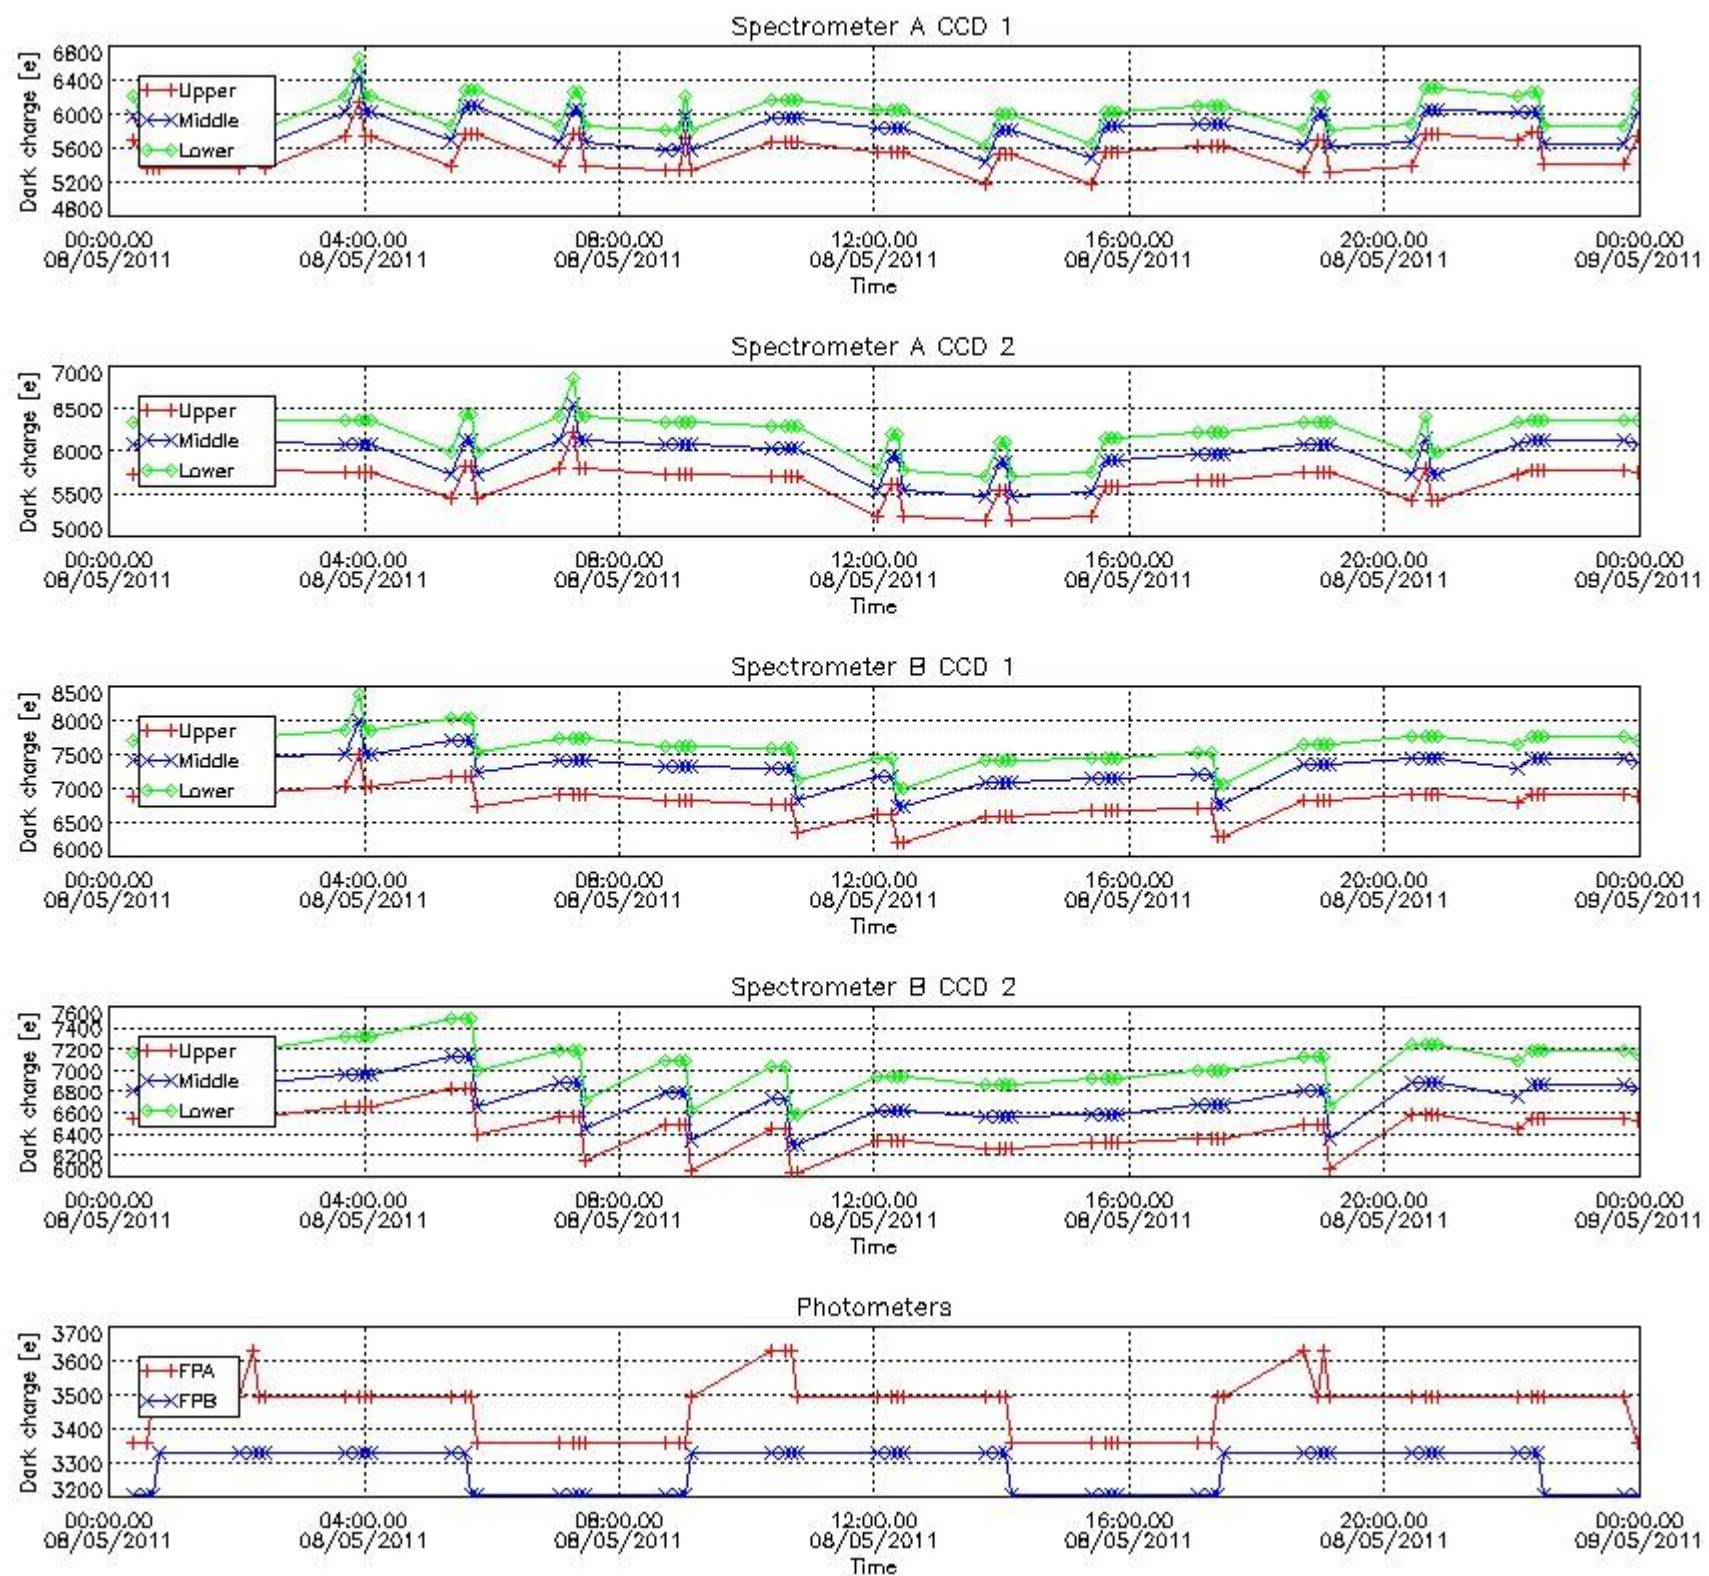 Spectrometer A CCD 1
Dark charge [e]
6800
6400
6000
5600
5200
4800
Upper
Middle
Lower
00:00.00 04:00.00 08:00.00 12:00.00 16:00.00 20:00.00 00:00.00
08/05/2011 08/05/2011 08/05/2011 08/05/2011 08/05/2011 08/05/2011 09/05/2011
Time
Spectrometer A CCD 2
Dark charge [e]
7000
6500
6000
5500
5000
Upper
Middle
Lower
00:00.00 04:00.00 08:00.00 12:00.00 16:00.00 20:00.00 00:00.00
08/05/2011 08/05/2011 08/05/2011 08/05/2011 08/05/2011 08/05/2011 09/05/2011
Time
Spectrometer B CCD 1
Dark charge [e]
8500
8000
7500
7000
6500
6000
Upper
Middle
Lower
00:00.00 04:00.00 08:00.00 12:00.00 16:00.00 20:00.00 00:00.00
08/05/2011 08/05/2011 08/05/2011 08/05/2011 08/05/2011 08/05/2011 09/05/2011
Time
Spectrometer B CCD 2
Dark charge [e]
7600
7400
7200
7000
6800
6600
6400
6200
6000
Upper
Middle
Lower
00:00.00 04:00.00 08:00.00 12:00.00 16:00.00 20:00.00 00:00.00
08/05/2011 08/05/2011 08/05/2011 08/05/2011 08/05/2011 08/05/2011 09/05/2011
Time
Photometers
Dark charge [e]
3700
3600
3500
3400
3300
3200
FPA
FPB
00:00.00 04:00.00 08:00.00 12:00.00 16:00.00 20:00.00 00:00.00
08/05/2011 08/05/2011 08/05/2011 08/05/2011 08/05/2011 08/05/2011 09/05/2011
Time